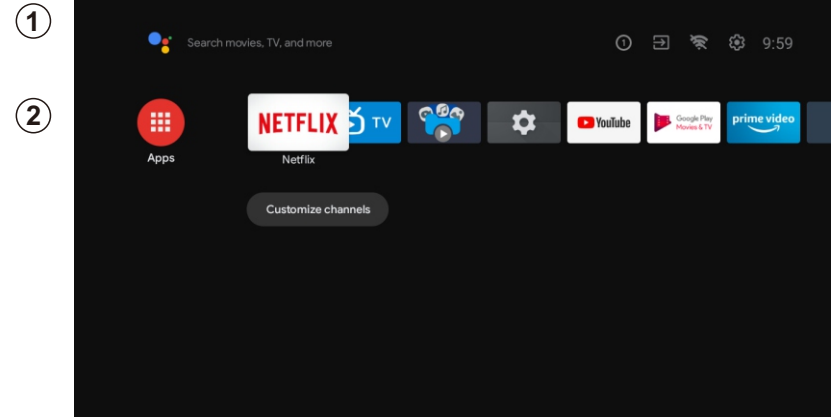 1
Search movies, TV, and more
1
9:59
2
NETFLIX
TV
YouTube
Google Play
Movies & TV
prime video
Apps
Netflix
Customize channels